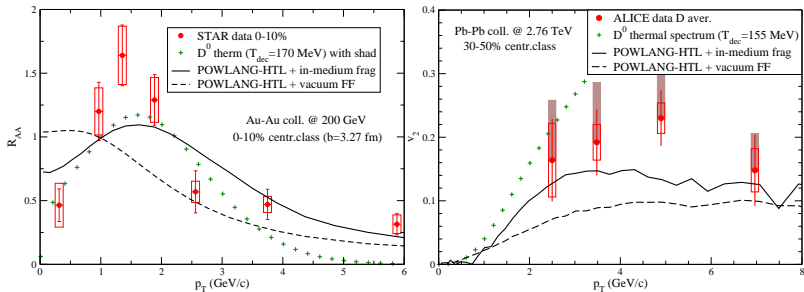 STAR data 0-10%
D⁰ therm (T_dec=170 MeV) with shad
POWLANG-HTL + in-medium frag
POWLANG-HTL + vacuum FF
Au-Au coll. @ 200 GeV
0-10% centr.class (b=3.27 fm)
R_AA
2
1.5
1
0.5
0
0 1 2 3 4 5 6
p_T (GeV/c)
Pb-Pb coll. @ 2.76 TeV
30-50% centr.class
ALICE data D aver.
D⁰ thermal spectrum (T_dec=155 MeV)
POWLANG-HTL + in-medium frag
POWLANG-HTL + vacuum FF
v_2
0.4
0.3
0.2
0.1
0
0 2 4 6 8
p_T (GeV/c)